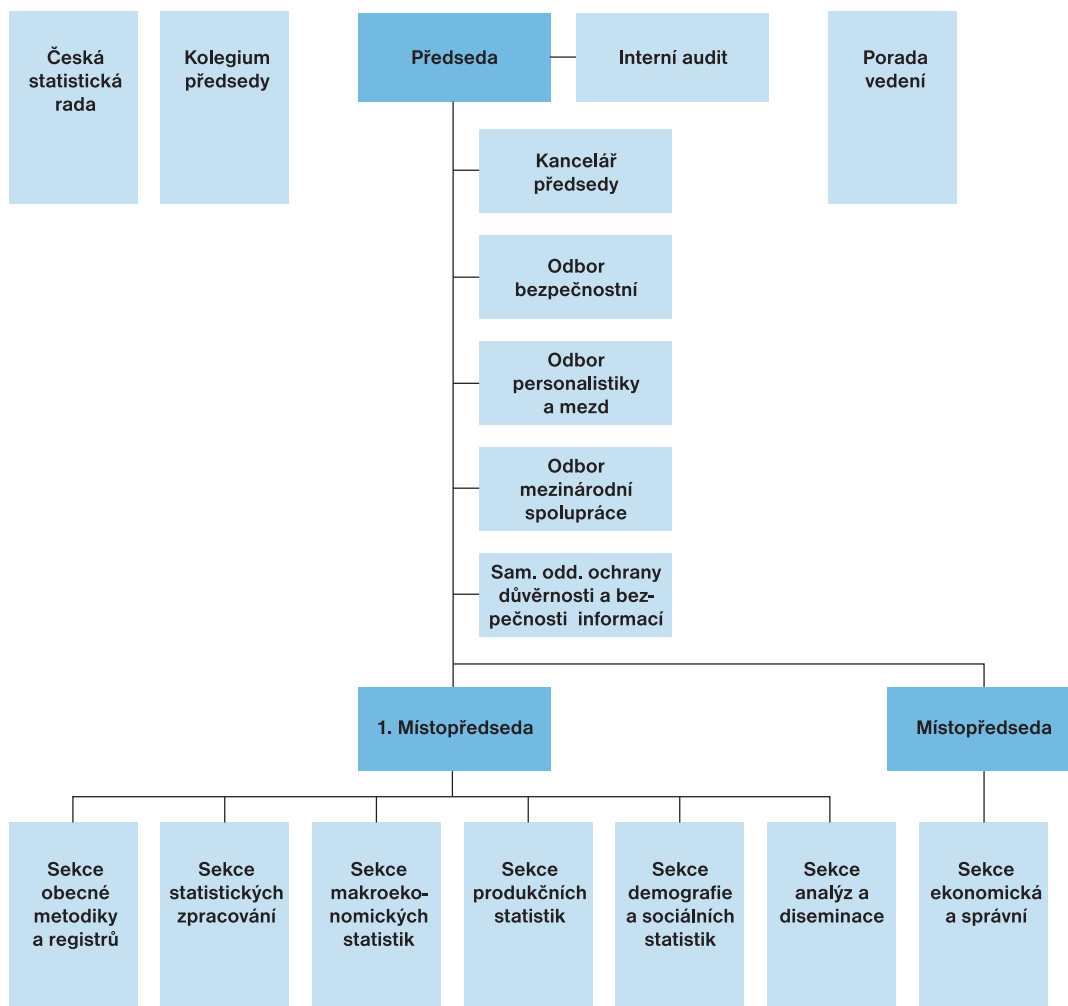 Česká
statistická
rada
Kolegium
předsedy
Předseda
Interní audit
Porada
vedení
Kancelář
předsedy
Odbor
bezpečnostní
Odbor
personalistiky
a mezd
Odbor
mezinárodní
spolupráce
Sam. odd. ochrany
důvěrnosti a bez-
pečnosti informací
1. Místopředseda
Místopředseda
Sekce
obecné
metodiky
a registrů
Sekce
statistických
zpracování
Sekce
makroeko-
nomických
statistik
Sekce
produkčních
statistik
Sekce
demografie
a sociálních
statistik
Sekce
analýz a
diseminace
Sekce
ekonomická
a správní